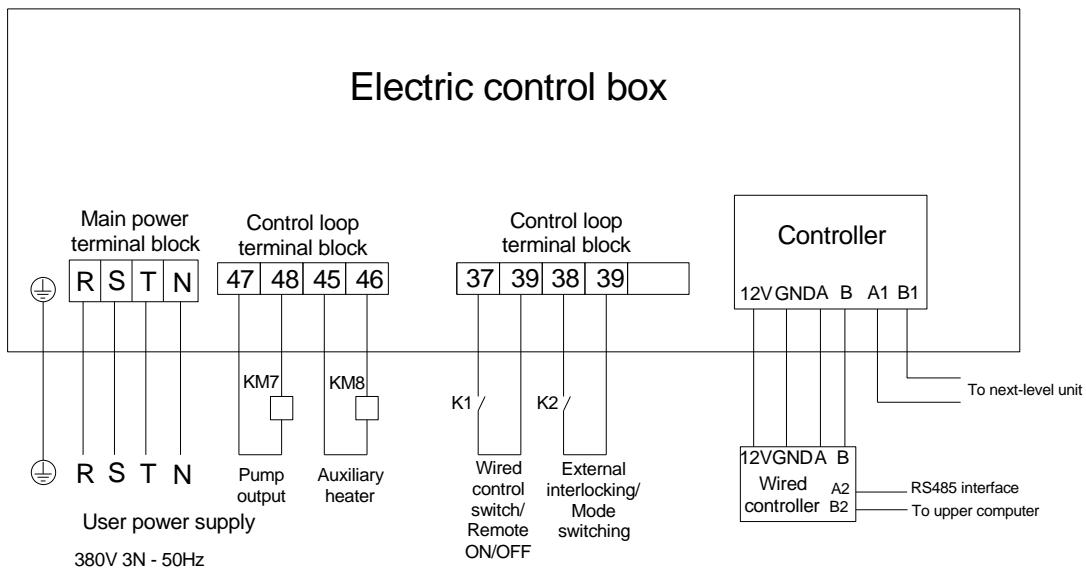 Electric control box
Main power
terminal block
Control loop
terminal block
Control loop
terminal block
Controller
R S T N
47 48 45 46
37 39 38 39
12V GND A B A1 B1
KM7
KM8
K1
K2
To next-level unit
R S T N
Pump
output
Auxiliary
heater
Wired
control
switch/
Remote
ON/OFF
External
interlocking/
Mode
switching
12V GND A B
Wired
controller
A2
B2
RS485 interface
To upper computer
User power supply
380V 3N - 50Hz